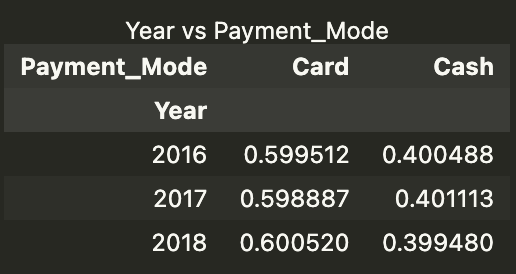 Year vs Payment_Mode
Payment_Mode Card Cash
Year
2016 0.599512 0.400488
2017 0.598887 0.401113
2018 0.600520 0.399480